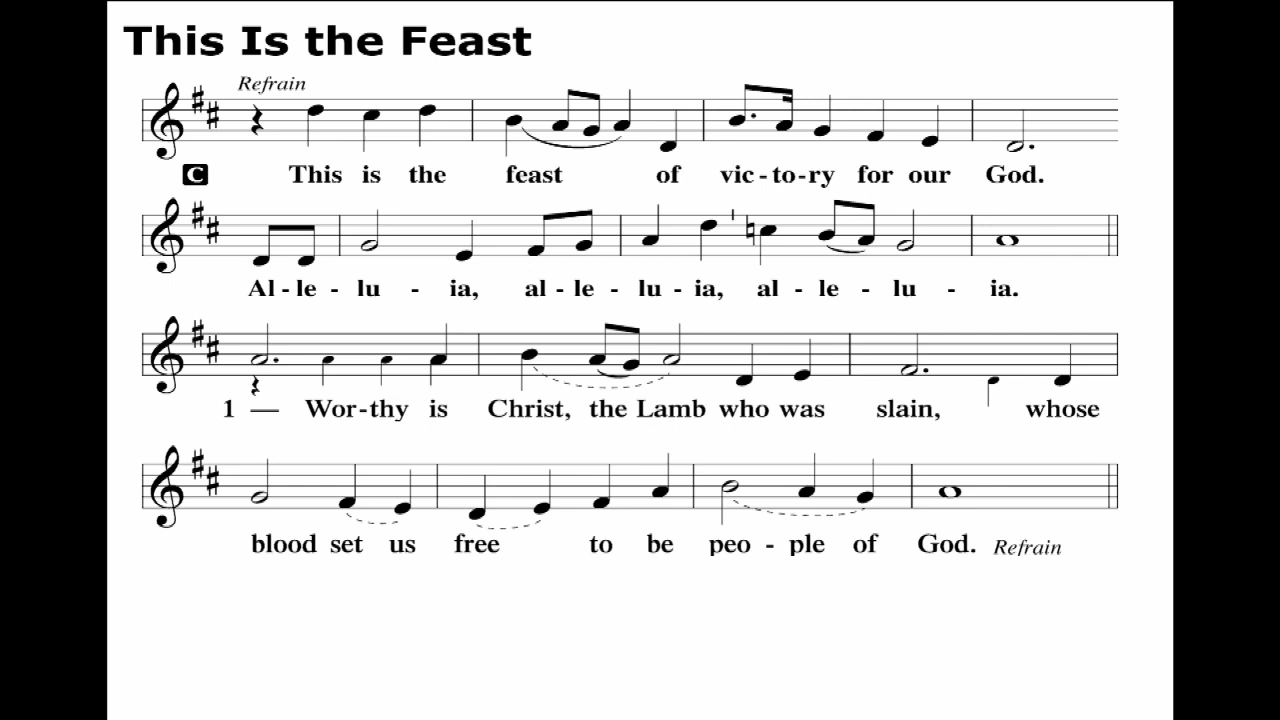 This Is the Feast
Refrain
C This is the feast of vic - to - ry for our God.
Al - le - lu - ia, al - le - lu - ia, al - le - lu - ia.
1 — Wor - thy is Christ, the Lamb who was slain, whose
blood set us free to be peo - ple of God. Refrain